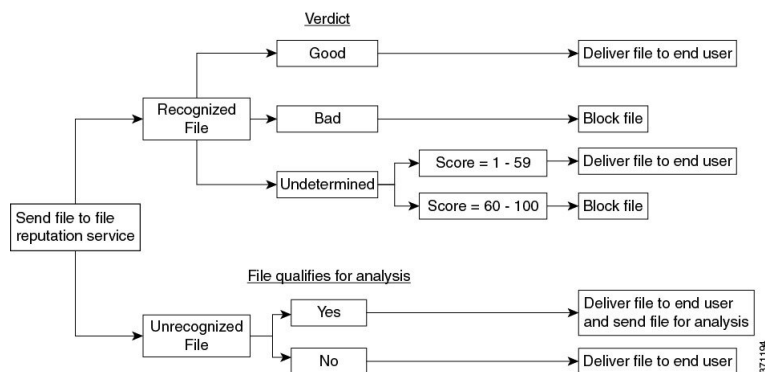 Verdict
Good
Deliver file to end user
Recognized
File
Bad
Block file
Undetermined
Score = 1 - 59
Deliver file to end user
Score = 60 - 100
Block file
Send file to file
reputation service
File qualifies for analysis
Unrecognized
File
Yes
Deliver file to end user
and send file for analysis
No
Deliver file to end user
371194